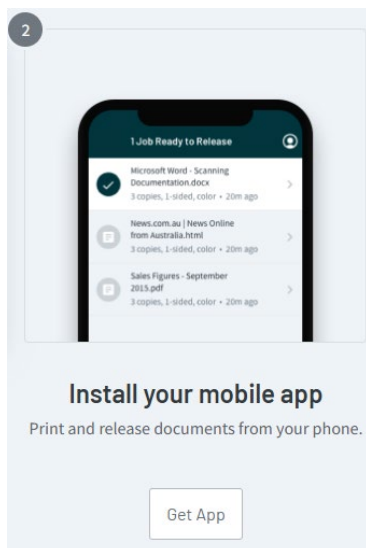 2
1 Job Ready to Release
Microsoft Word - Scanning
Documentation.docx
3 copies, 1-sided, color • 20m ago
News.com.au | News Online
from Australia.html
3 copies, 1-sided, color • 20m ago
Sales Figures - September
2015.pdf
3 copies, 1-sided, color • 20m ago
Install your mobile app
Print and release documents from your phone.
Get App